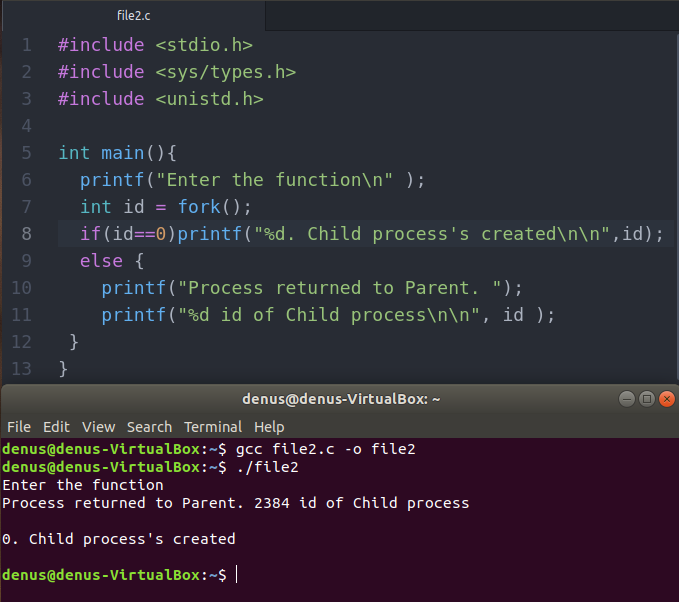 file2.c
1 #include <stdio.h>
2 #include <sys/types.h>
3 #include <unistd.h>
4
5 int main(){
6   printf("Enter the function\n" );
7   int id = fork();
8   if(id==0)printf("%d. Child process's created\n\n",id);
9   else {
10     printf("Process returned to Parent. ");
11     printf("%d id of Child process\n\n", id );
12  }
13 }
denus@denus-VirtualBox: ~
File Edit View Search Terminal Help
denus@denus-VirtualBox:~$ gcc file2.c -o file2
denus@denus-VirtualBox:~$ ./file2
Enter the function
Process returned to Parent. 2384 id of Child process

0. Child process's created

denus@denus-VirtualBox:~$